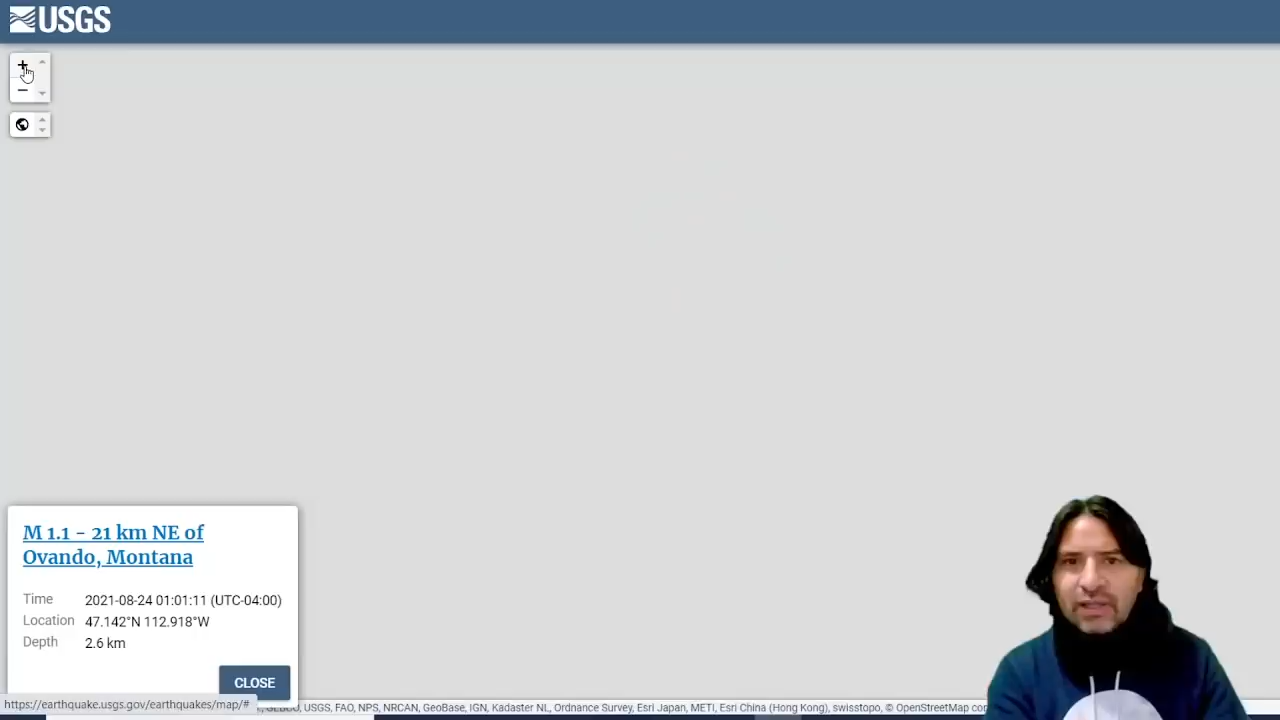 USGS
+
−
M 1.1 - 21 km NE of
Ovando, Montana
Time 2021-08-24 01:01:11 (UTC-04:00)
Location 47.142°N 112.918°W
Depth 2.6 km
CLOSE
https://earthquake.usgs.gov/earthquakes/map/#
USGS, FAO, NPS, NRCAN, GeoBase, IGN, Kadaster NL, Ordnance Survey, Esri Japan, METI, Esri China (Hong Kong), swisstopo, © OpenStreetMap